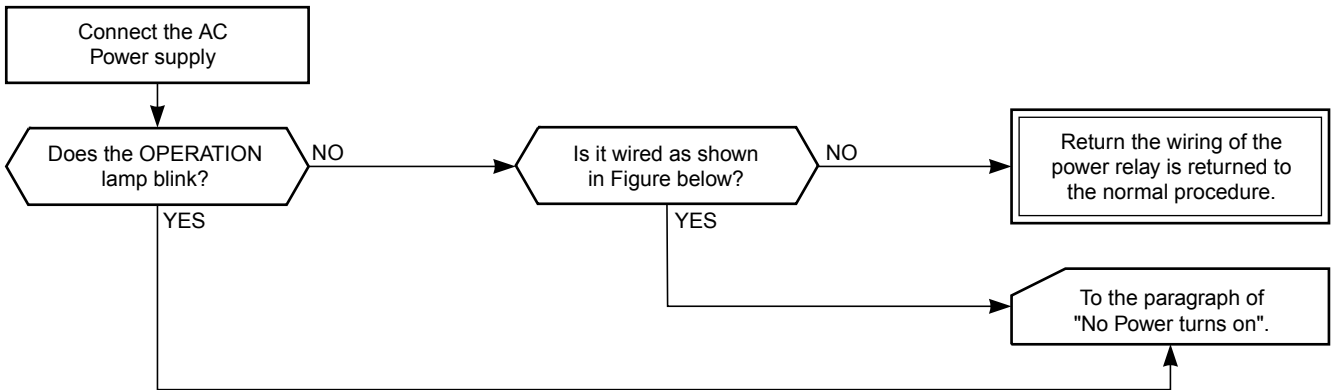 Connect the AC
Power supply
Does the OPERATION
lamp blink?
NO
YES
Is it wired as shown
in Figure below?
NO
YES
Return the wiring of the
power relay is returned to
the normal procedure.
To the paragraph of
"No Power turns on".